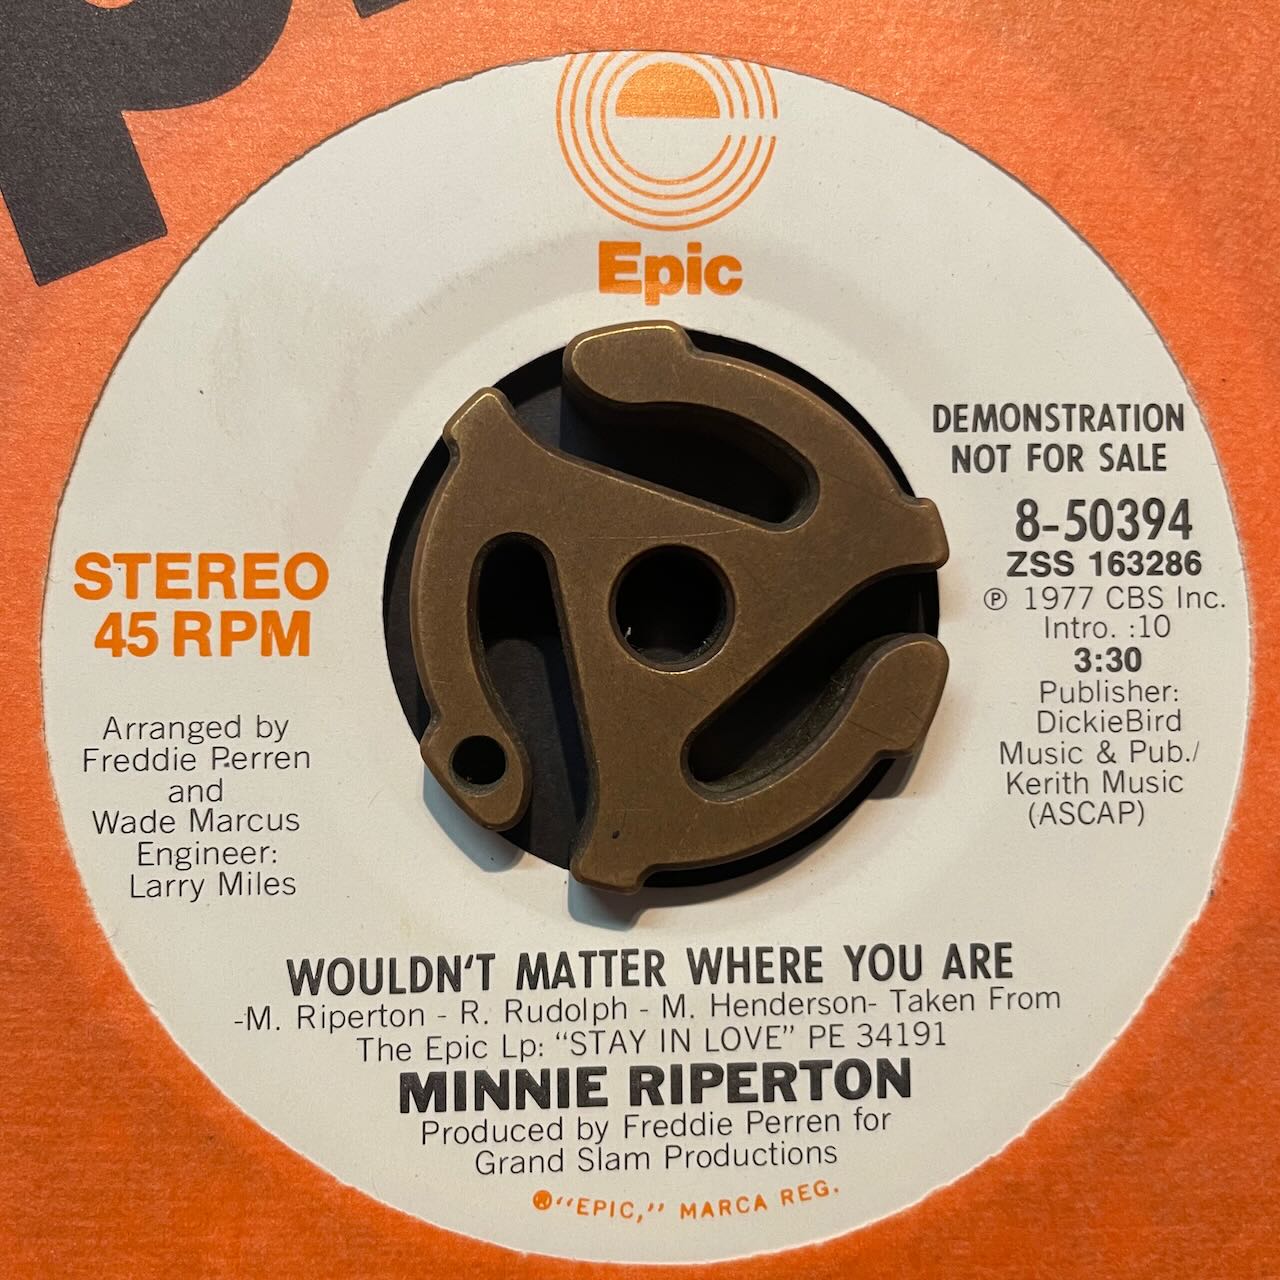 Epic
DEMONSTRATION
NOT FOR SALE
8-50394
ZSS 163286
℗ 1977 CBS Inc.
Intro. :10
3:30
Publisher:
DickieBird
Music & Pub./
Kerith Music
(ASCAP)
STEREO
45 RPM
Arranged by
Freddie Perren
and
Wade Marcus
Engineer:
Larry Miles
WOULDN'T MATTER WHERE YOU ARE
-M. Riperton - R. Rudolph - M. Henderson- Taken From
The Epic Lp: "STAY IN LOVE" PE 34191
MINNIE RIPERTON
Produced by Freddie Perren for
Grand Slam Productions
® "EPIC," MARCA REG.